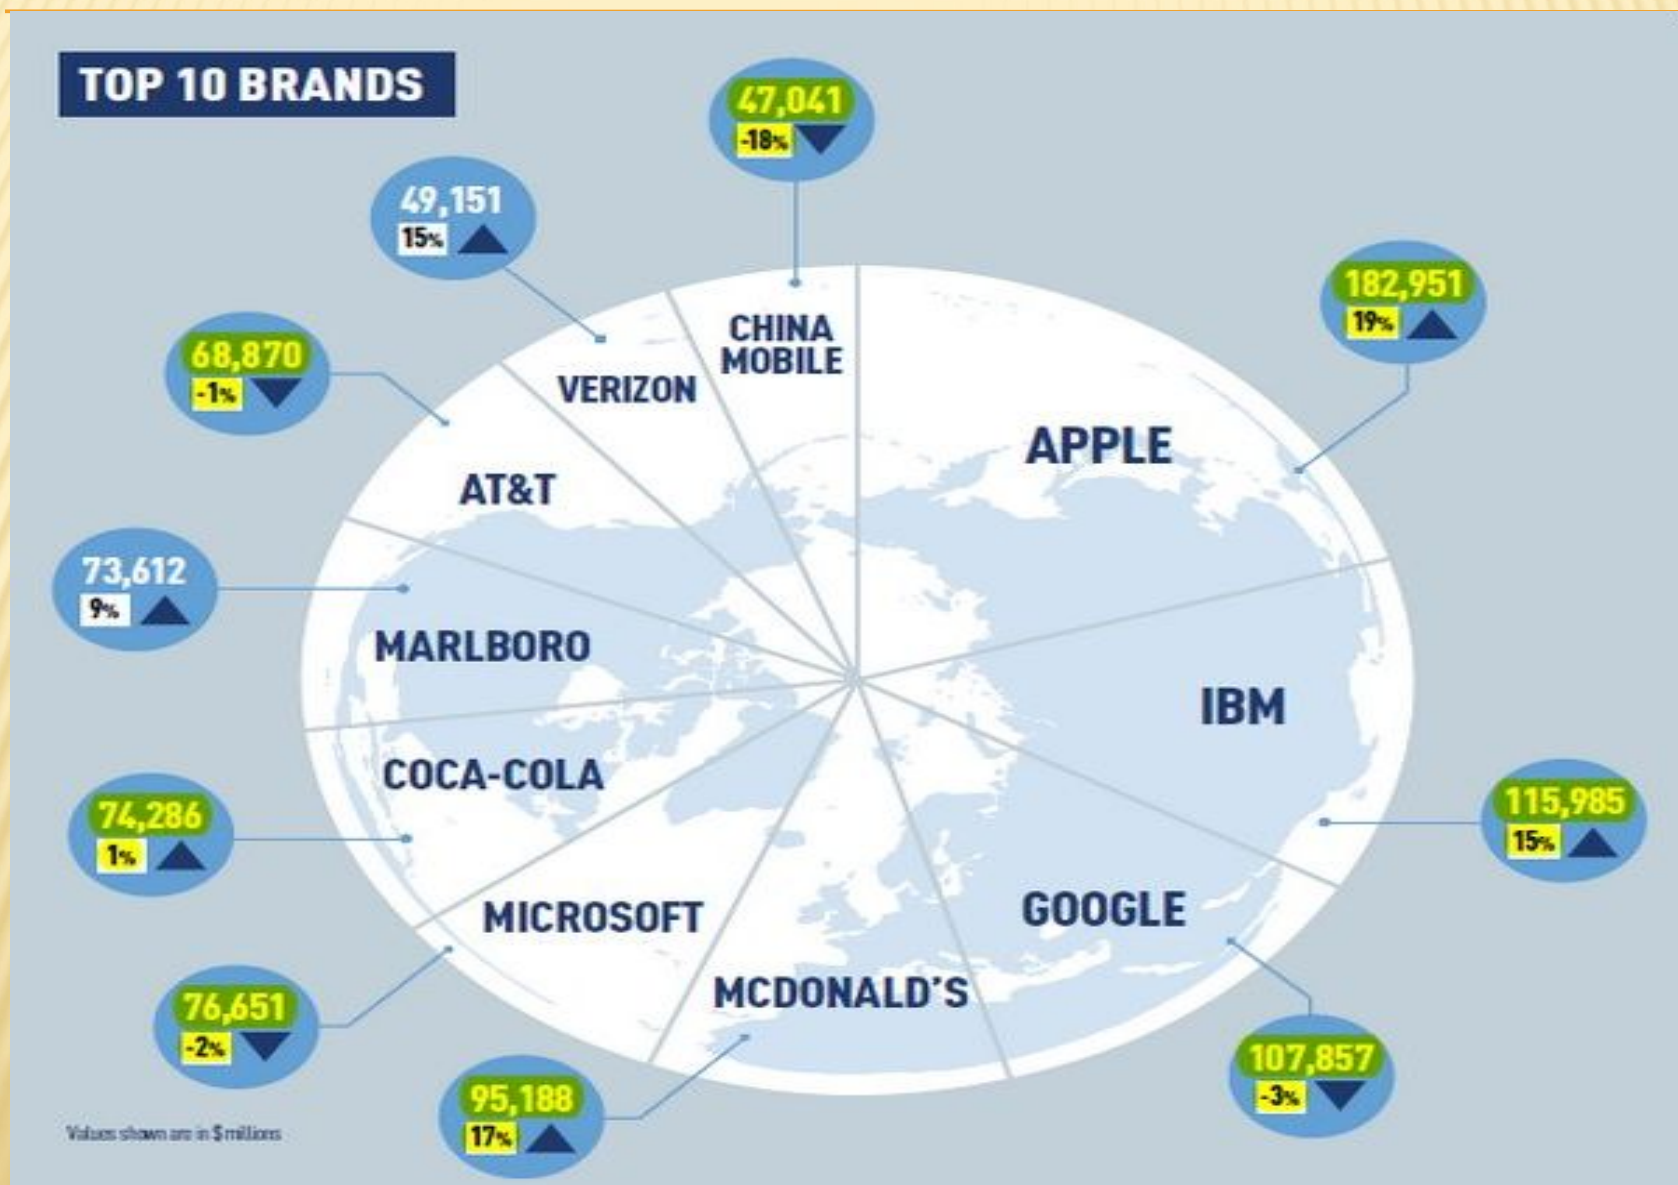 TOP 10 BRANDS
47,041
-18%
49,151
15%
182,951
19%
68,870
-1%
CHINA
MOBILE
VERIZON
APPLE
AT&T
73,612
9%
MARLBORO
IBM
COCA-COLA
74,286
1%
115,985
15%
MICROSOFT
GOOGLE
MCDONALD'S
76,651
-2%
95,188
17%
107,857
-3%
Values shown are in $ millions